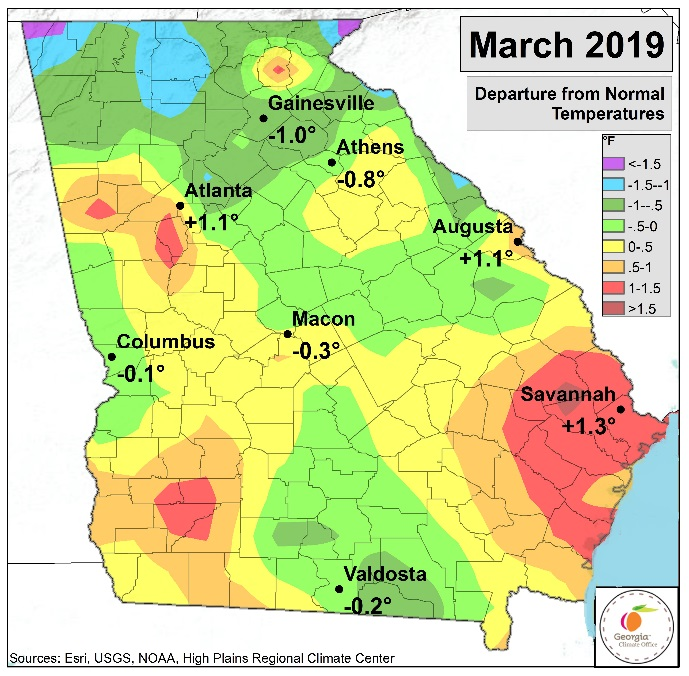 March 2019
Departure from Normal
Temperatures
°F
<-1.5
-1.5--1
-1--.5
-.5-0
0-.5
.5-1
1-1.5
>1.5
Gainesville
-1.0°
Athens
-0.8°
Atlanta
+1.1°
Augusta
+1.1°
Macon
-0.3°
Columbus
-0.1°
Savannah
+1.3°
Valdosta
-0.2°
Georgia
Climate Office
Sources: Esri, USGS, NOAA, High Plains Regional Climate Center